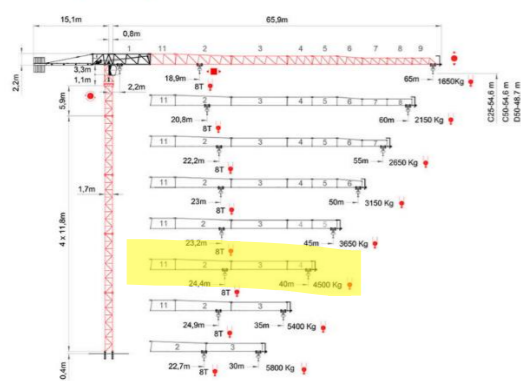 15,1m 65,9m
0,8m
1 2 3 4 5 6 7 8 9
2,2m
3,3m
1,1m
18,9m
8T
65m
1650Kg
2,2m
5,9m
11 2 3 4 5 6 7 8
20,8m
8T
60m
2150 Kg
C25-54,6 m
C50-54,6 m
D50-48,7 m
11 2 3 4 5 6 7
22,2m
8T
55m
2650 Kg
1,7m
11 2 3 4 5 6
23m
8T
50m
3150 Kg
4 x 11,8m
11 2 3 4 5
23,2m
8T
45m
3650 Kg
11 2 3 4
24,4m
8T
40m
4500 Kg
11 2 3
24,9m
8T
35m
5400 Kg
2 3
22,7m
8T
30m
5800 Kg
0,4m